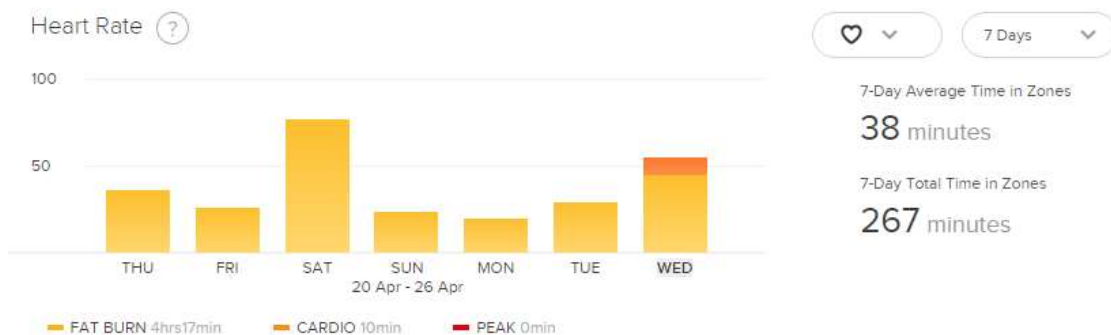 Heart Rate ?
7 Days
100
50
7-Day Average Time in Zones
38 minutes
7-Day Total Time in Zones
267 minutes
THU FRI SAT SUN MON TUE WED
20 Apr - 26 Apr
FAT BURN 4hrs17min CARDIO 10min PEAK 0min